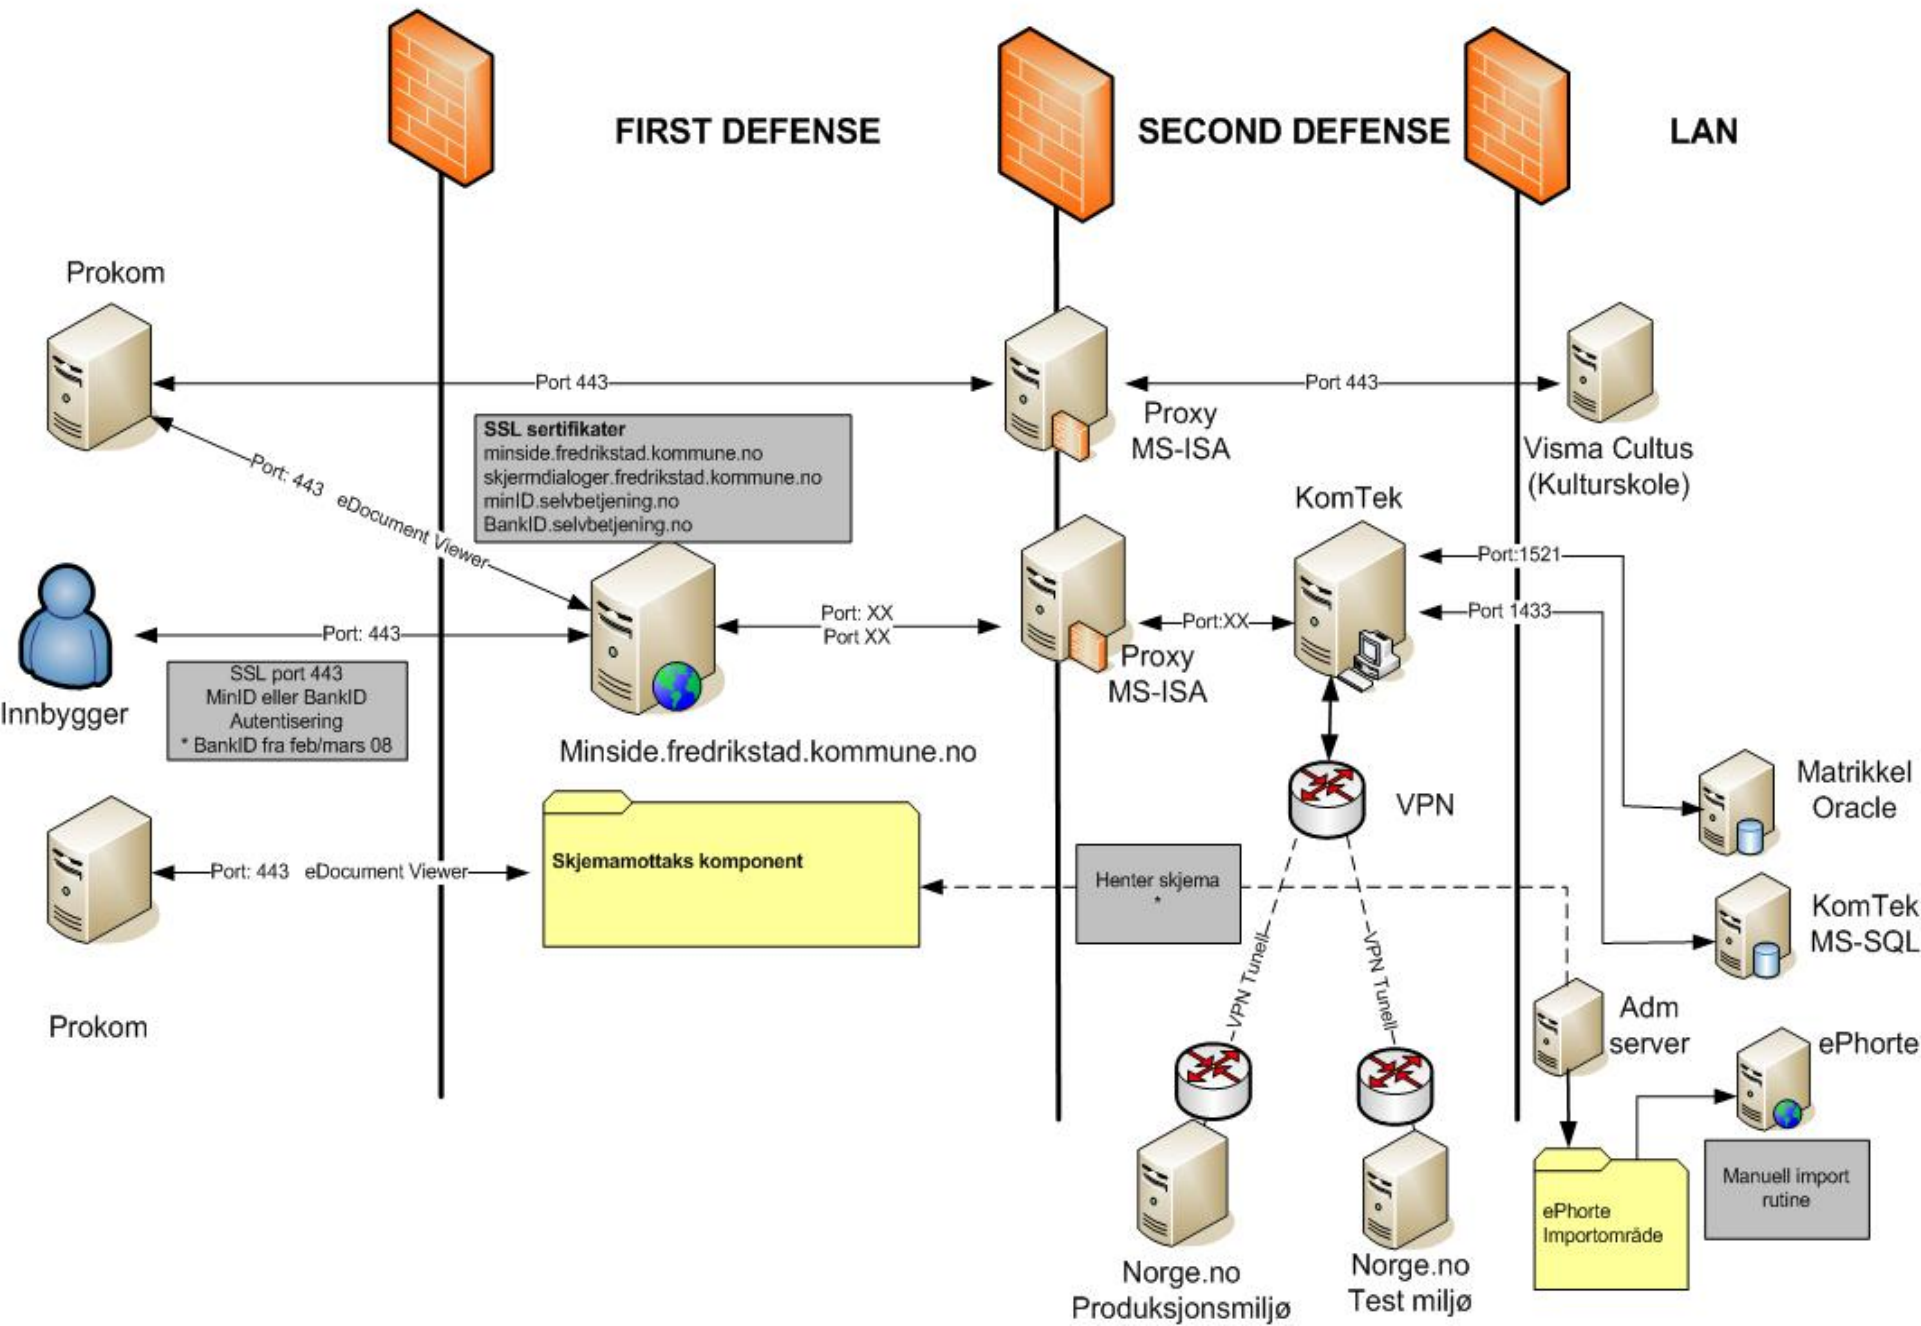 FIRST DEFENSE
SECOND DEFENSE
LAN
Prokom
Port 443
Port 443
Proxy
MS-ISA
Visma Cultus
(Kulturskole)
SSL sertifikater
minside.fredrikstad.kommune.no
skjermdialoger.fredrikstad.kommune.no
minID.selvbetjening.no
BankID.selvbetjening.no
Port: 443 eDocument Viewer
KomTek
Port:1521
Port 1433
Innbygger
Port: 443
SSL port 443
MinID eller BankID
Autentisering
* BankID fra feb/mars 08
Port: XX
Port XX
Port:XX
Proxy
MS-ISA
Minside.fredrikstad.kommune.no
VPN
Matrikkel
Oracle
Skjemamottaks komponent
Port: 443 eDocument Viewer
Henter skjema
*
KomTek
MS-SQL
VPN Tunell
VPN Tunell
Prokom
Adm
server
ePhorte
Manuell import
rutine
ePhorte
Importområde
Norge.no
Produksjonsmiljø
Norge.no
Test miljø